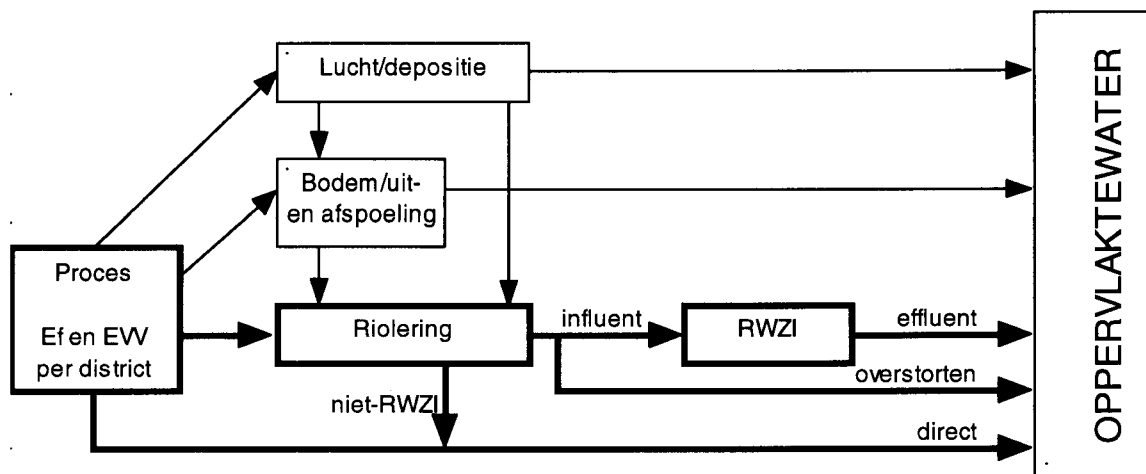 Lucht/depositie
Bodem/uit-
en afspoeling
Proces
Ef en EVV
per district
Riolering
influent
RWZI
effluent
overstorten
niet-RWZI
direct
OPPERVLAKTEWATER